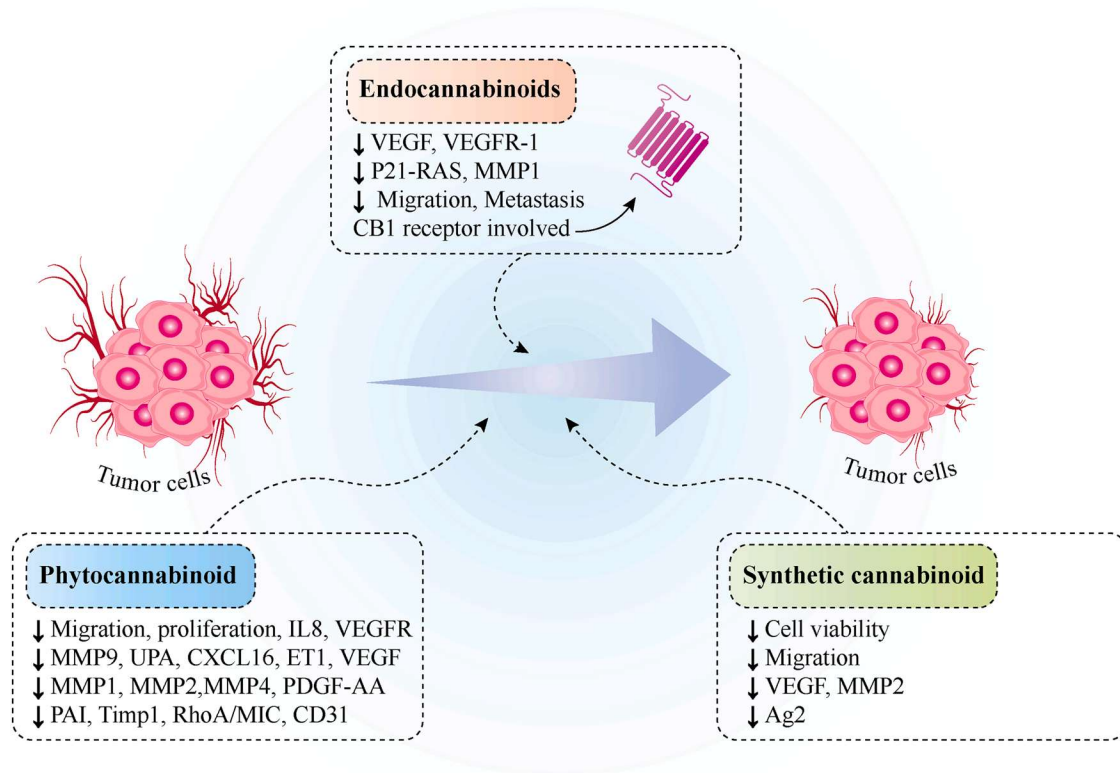 Endocannabinoids
↓ VEGF, VEGFR-1
↓ P21-RAS, MMP1
↓ Migration, Metastasis
CB1 receptor involved
Tumor cells
Tumor cells
Phytocannabinoid
↓ Migration, proliferation, IL8, VEGFR
↓ MMP9, UPA, CXCL16, ET1, VEGF
↓ MMP1, MMP2,MMP4, PDGF-AA
↓ PAI, Timp1, RhoA/MIC, CD31
Synthetic cannabinoid
↓ Cell viability
↓ Migration
↓ VEGF, MMP2
↓ Ag2